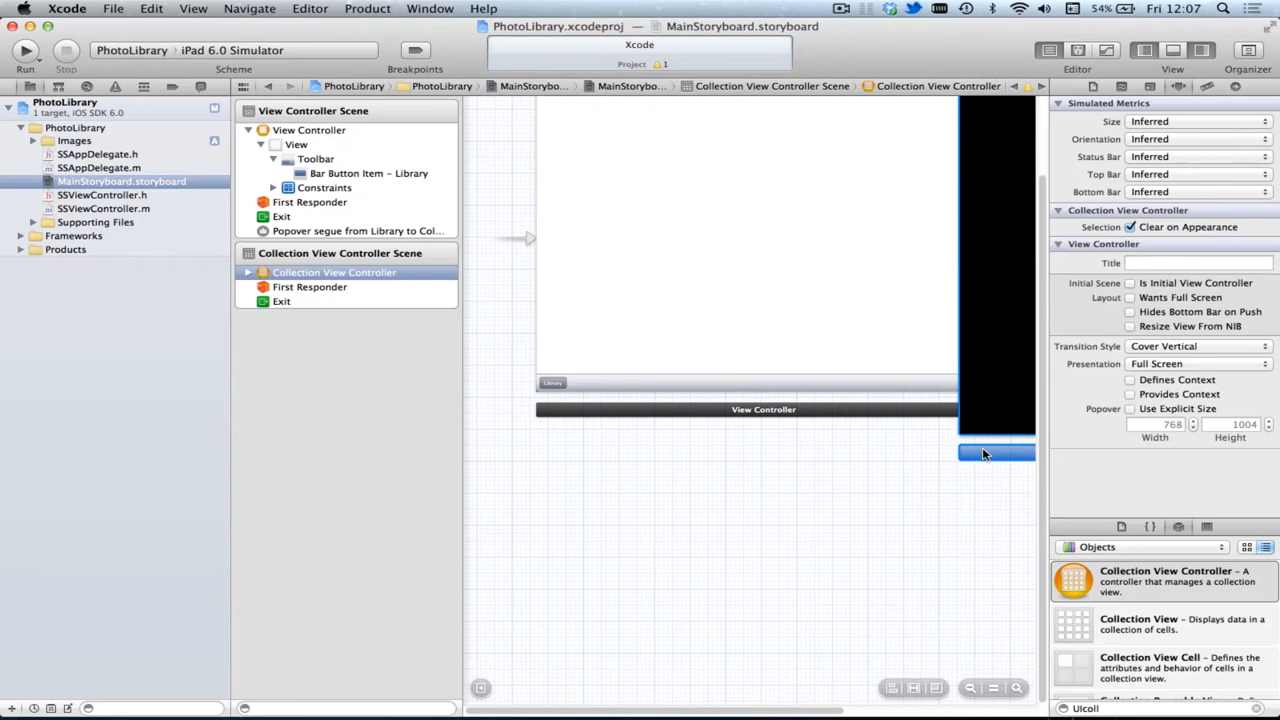 Xcode File Edit View Navigate Editor Product Window Help 54% Fri 12:07
PhotoLibrary.xcodeproj — MainStoryboard.storyboard
PhotoLibrary iPad 6.0 Simulator
Xcode
Project 1
Run Stop Scheme Breakpoints Editor View Organizer
PhotoLibrary PhotoLibrary MainStorybo... MainStorybo... Collection View Controller Scene Collection View Controller
PhotoLibrary M
1 target, iOS SDK 6.0
PhotoLibrary
Images A
SSAppDelegate.h
SSAppDelegate.m
MainStoryboard.storyboard
SSViewController.h
SSViewController.m
Supporting Files
Frameworks
Products
View Controller Scene
View Controller
View
Toolbar
Bar Button Item – Library
Constraints
First Responder
Exit
Popover segue from Library to Col...
Collection View Controller Scene
Collection View Controller
First Responder
Exit
Library
View Controller
Simulated Metrics
Size Inferred
Orientation Inferred
Status Bar Inferred
Top Bar Inferred
Bottom Bar Inferred
Collection View Controller
Selection Clear on Appearance
View Controller
Title
Initial Scene Is Initial View Controller
Layout Wants Full Screen
Hides Bottom Bar on Push
Resize View From NIB
Transition Style Cover Vertical
Presentation Full Screen
Defines Context
Provides Context
Popover Use Explicit Size
768 1004
Width Height
Objects
Collection View Controller – A
controller that manages a collection
view.
Collection View – Displays data in a
collection of cells.
Collection View Cell – Defines the
attributes and behavior of cells in a
collection view.
UIcoll